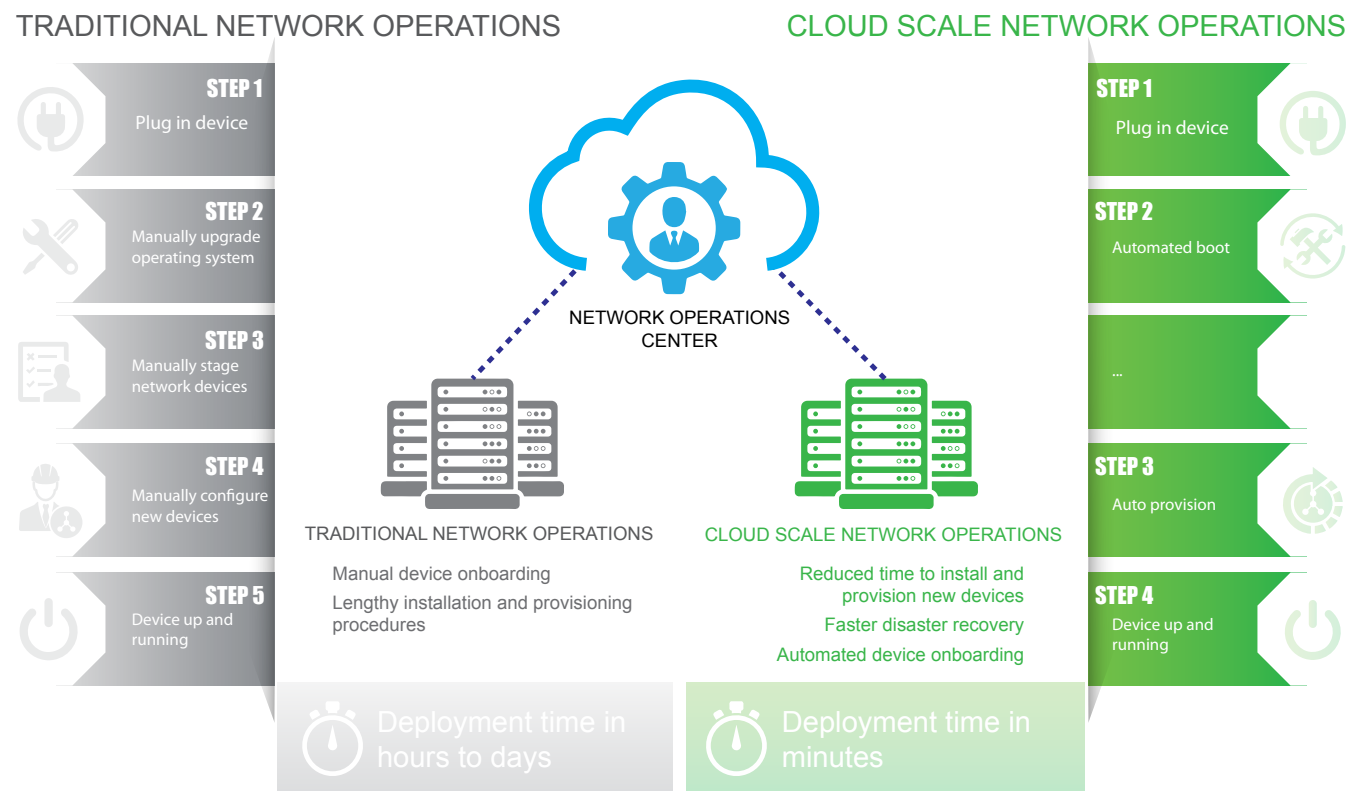 TRADITIONAL NETWORK OPERATIONS
CLOUD SCALE NETWORK OPERATIONS
STEP 1
Plug in device
STEP 2
Manually upgrade
operating system
STEP 3
Manually stage
network devices
STEP 4
Manually configure
new devices
STEP 5
Device up and
running
NETWORK OPERATIONS
CENTER
TRADITIONAL NETWORK OPERATIONS
Manual device onboarding
Lengthy installation and provisioning
procedures
Deployment time in
hours to days
CLOUD SCALE NETWORK OPERATIONS
Reduced time to install and
provision new devices
Faster disaster recovery
Automated device onboarding
Deployment time in
minutes
STEP 1
Plug in device
STEP 2
Automated boot
...
STEP 3
Auto provision
STEP 4
Device up and
running